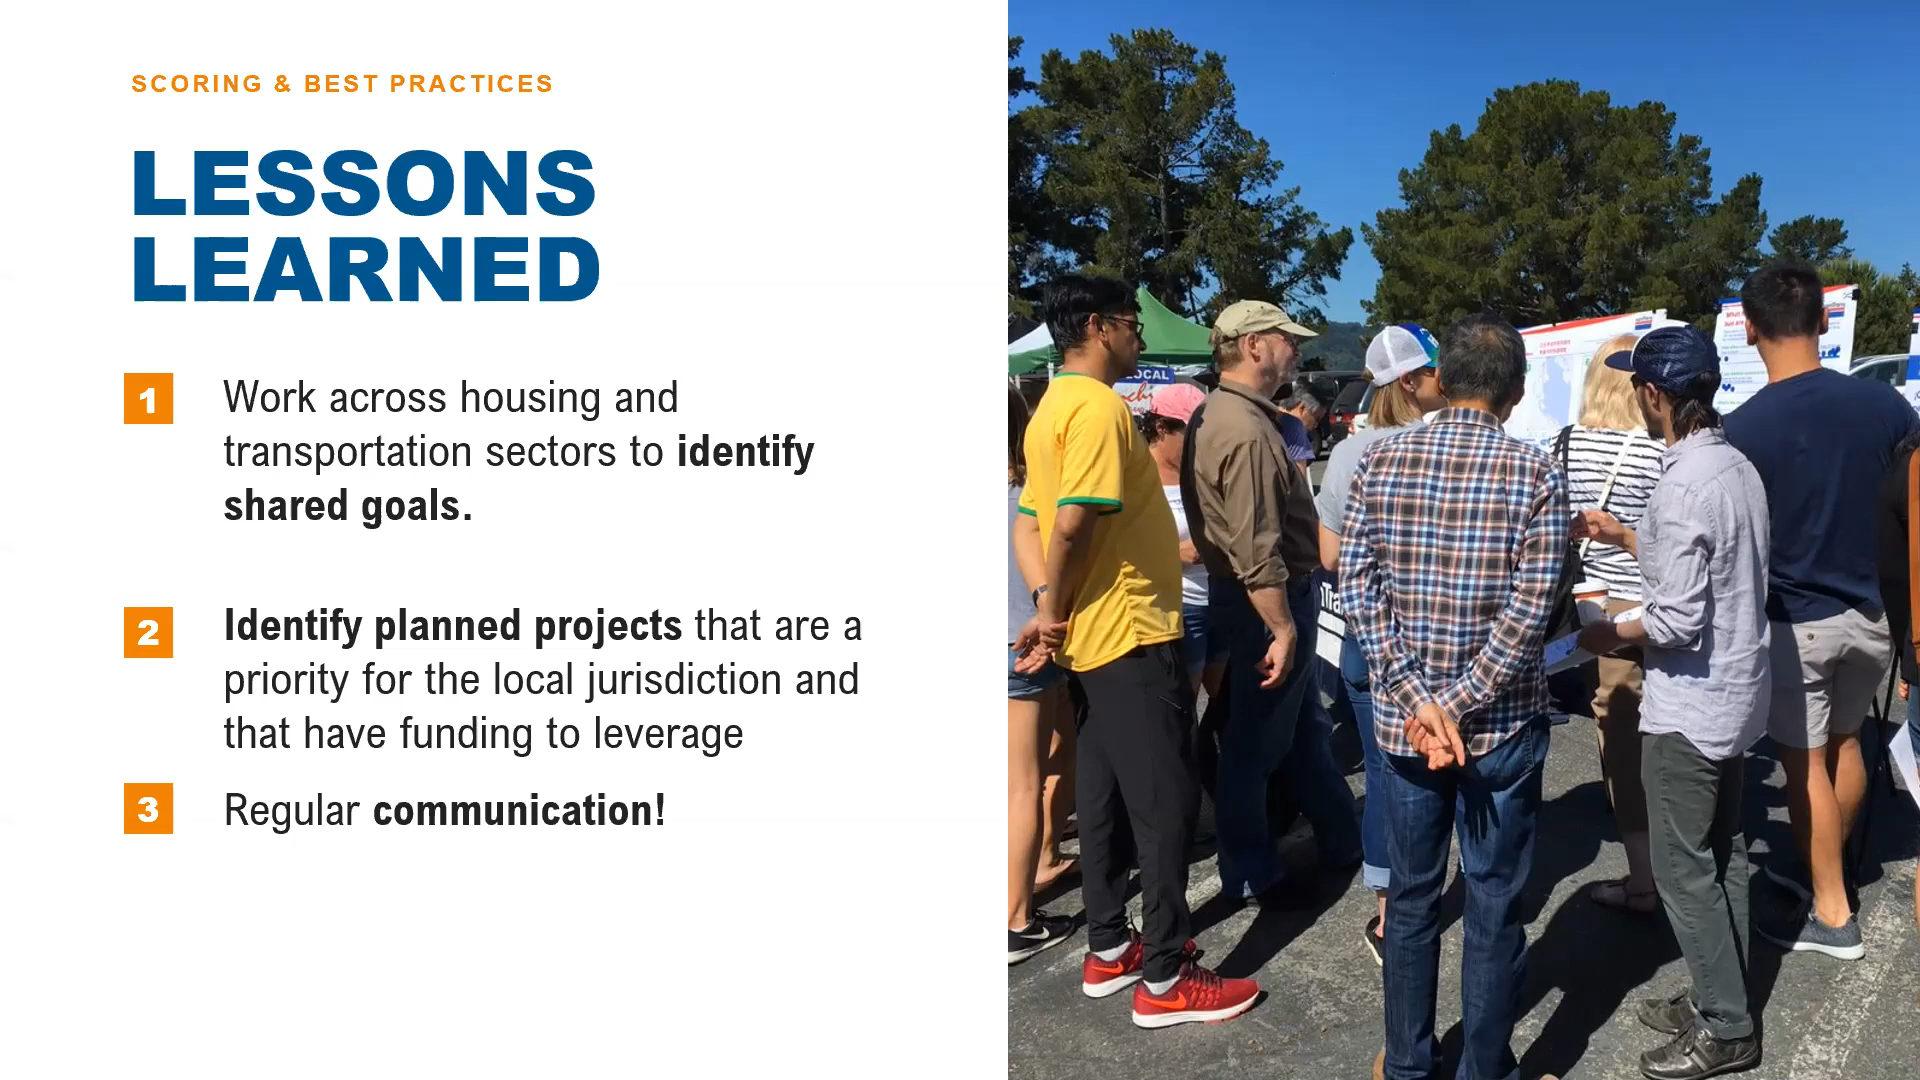 SCORING & BEST PRACTICES
LESSONS
LEARNED
1
Work across housing and
transportation sectors to identify
shared goals.
2
Identify planned projects that are a
priority for the local jurisdiction and
that have funding to leverage
3
Regular communication!
LOCAL